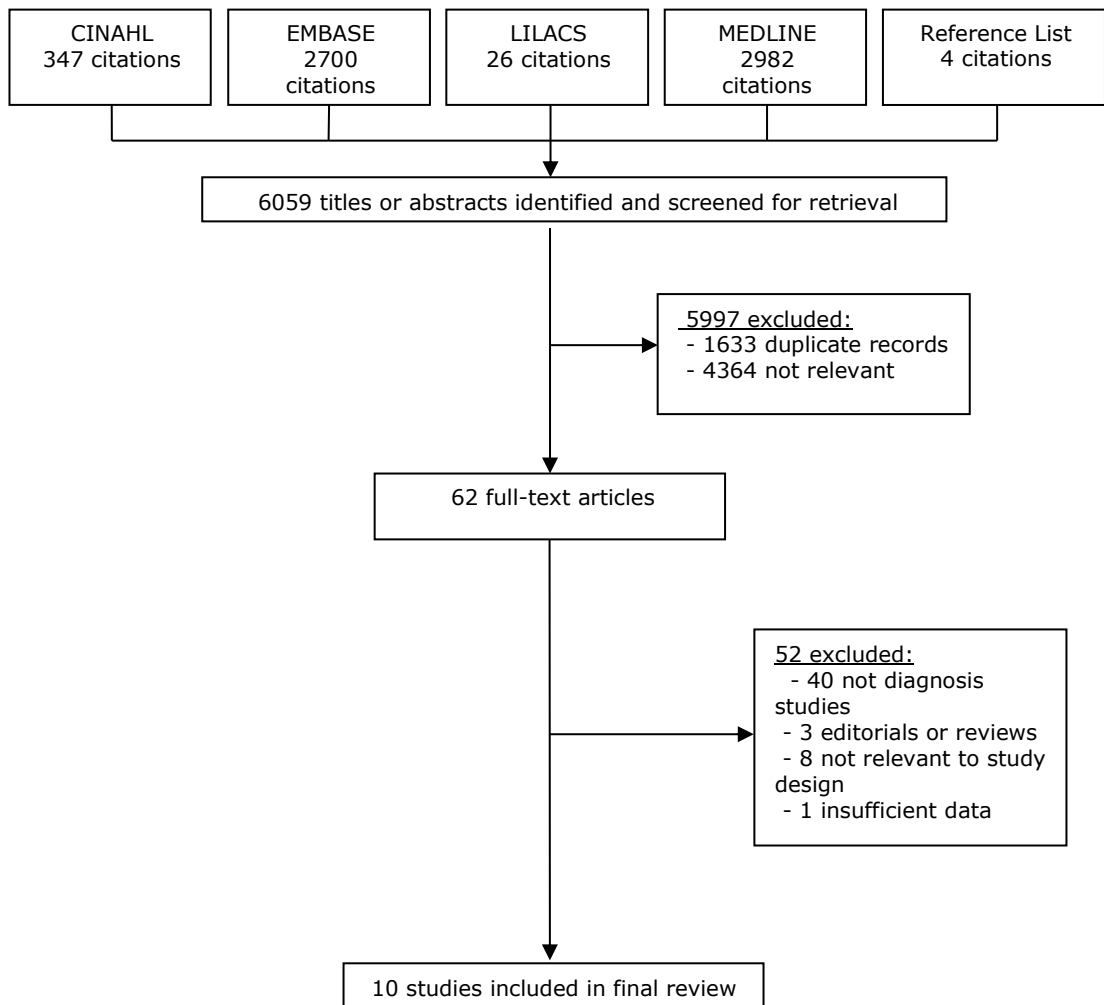 CINAHL
347 citations
EMBASE
2700
citations
LILACS
26 citations
MEDLINE
2982
citations
Reference List
4 citations
6059 titles or abstracts identified and screened for retrieval
5997 excluded:
- 1633 duplicate records
- 4364 not relevant
62 full-text articles
52 excluded:
- 40 not diagnosis
studies
- 3 editorials or reviews
- 8 not relevant to study
design
- 1 insufficient data
10 studies included in final review